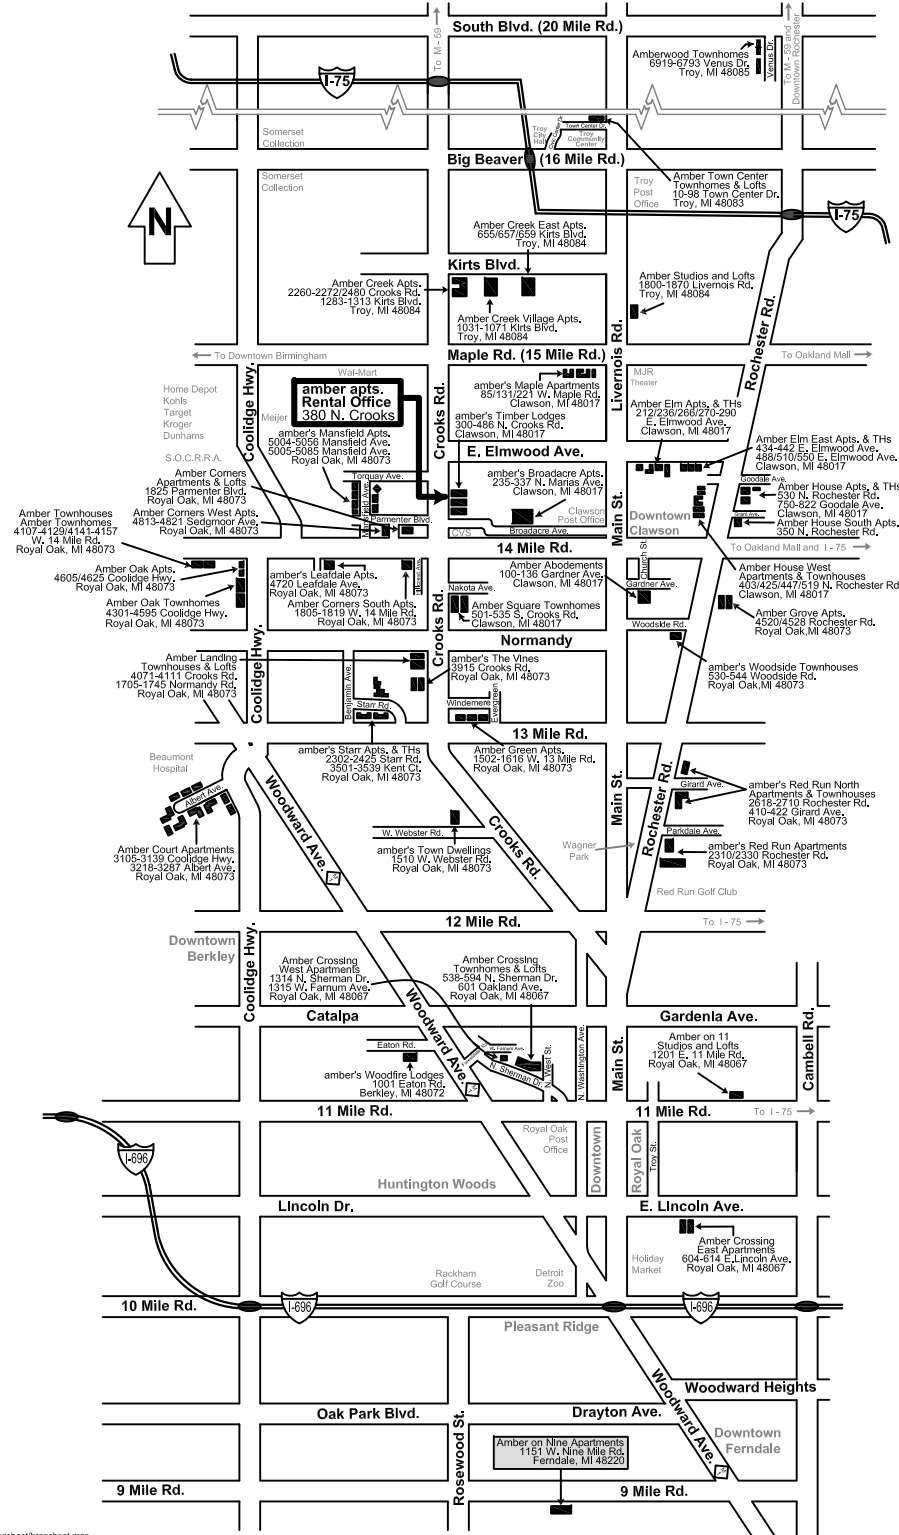 South Blvd. (20 Mile Rd.)
To M - 59
To M - 59 and
Downtown Rochester
Amberwood Townhomes
6919-6793 Venus Dr.
Troy, MI 48085
Venus Dr.
I-75
Somerset
Collection
Troy
City
Hall
Civic Center Dr.
Town Center Dr.
Troy
Community
Center
Big Beaver (16 Mile Rd.)
Somerset
Collection
Troy
Post
Office
Amber Town Center
Townhomes & Lofts
10-98 Town Center Dr.
Troy, MI 48083
N
I-75
Amber Creek East Apts.
655/657/659 Kirts Blvd.
Troy, MI 48084
Kirts Blvd.
Amber Creek Apts.
2260-2272/2480 Crooks Rd.
1283-1313 Kirts Blvd.
Troy, MI 48084
Amber Studios and Lofts
1800-1870 Livernois Rd.
Troy, MI 48084
Amber Creek Village Apts.
1031-1071 Kirts Blvd.
Troy, MI 48084
Livernois Rd.
Rochester Rd.
To Downtown Birmingham
Maple Rd. (15 Mile Rd.)
To Oakland Mall
Coolidge Hwy.
Wal-Mart
MJR
Theater
Home Depot
Kohls
Target
Kroger
Dunhams
Meijer
S.O.C.R.R.A.
amber apts.
Rental Office
380 N. Crooks
Crooks Rd.
amber's Maple Apartments
85/131/221 W. Maple Rd.
Clawson, MI 48017
amber's Timber Lodges
300-486 N. Crooks Rd.
Clawson, MI 48017
Amber Elm Apts. & THs
212/236/266/270-290
E. Elmwood Ave.
Clawson, MI 48017
amber's Mansfield Apts.
5004-5056 Mansfield Ave.
5005-5085 Mansfield Ave.
Royal Oak, MI 48073
E. Elmwood Ave.
Amber Elm East Apts. & THs
434-442 E. Elmwood Ave.
488/510/550 E. Elmwood Ave.
Clawson, MI 48017
Amber Corners
Apartments & Lofts
1825 Parmenter Blvd.
Royal Oak, MI 48073
Torquay Ave.
Mansfield Ave.
Parmenter Blvd.
amber's Broadacre Apts.
235-337 N. Marias Ave.
Clawson, MI 48017
Goodale Ave.
Amber House Apts. & THs
530 N. Rochester Rd.
750-822 Goodale Ave.
Clawson, MI 48017
Grant Ave.
Amber House South Apts.
350 N. Rochester Rd.
Clawson
Post Office
CVS
Broadacre Ave.
Main St.
Downtown
Clawson
Amber Townhouses
Amber Townhomes
4107-4129/4141-4157
W. 14 Mile Rd.
Royal Oak, MI 48073
Amber Corners West Apts.
4813-4821 Sedgmoor Ave.
Royal Oak, MI 48073
14 Mile Rd.
To Oakland Mall and I - 75
Amber Oak Apts.
4605/4625 Coolidge Hwy.
Royal Oak, MI 48073
Amber Oak Townhomes
4301-4595 Coolidge Hwy.
Royal Oak, MI 48073
amber's Leafdale Apts.
4720 Leafdale Ave.
Royal Oak, MI 48073
Amber Corners South Apts.
1805-1819 W. 14 Mile Rd.
Royal Oak, MI 48073
Nakota Ave.
Amber Abodements
100-136 Gardner Ave.
Clawson, MI 48017
Church St.
Gardner Ave.
Amber House West
Apartments & Townhouses
403/425/447/519 N. Rochester Rd.
Clawson, MI 48017
Amber Square Townhomes
501-535 S. Crooks Rd.
Clawson, MI 48017
Amber Grove Apts.
4520/4528 Rochester Rd.
Royal Oak,MI 48073
Woodside Rd.
Coolidge Hwy.
Crooks Rd.
Normandy
Amber Landing
Townhouses & Lofts
4071-4111 Crooks Rd.
1705-1745 Normandy Rd.
Royal Oak, MI 48073
Benjamin Ave.
Starr Rd.
amber's The Vines
3915 Crooks Rd.
Royal Oak, MI 48073
Windemere
Evergreen
amber's Woodside Townhouses
530-544 Woodside Rd.
Royal Oak,MI 48073
13 Mile Rd.
Beaumont
Hospital
amber's Starr Apts. & THs
2302-2425 Starr Rd.
3501-3539 Kent Ct.
Royal Oak, MI 48073
Amber Green Apts.
1502-1616 W. 13 Mile Rd.
Royal Oak, MI 48073
Main St.
Rochester Rd.
Girard Ave.
amber's Red Run North
Apartments & Townhouses
2618-2710 Rochester Rd.
410-422 Girard Ave.
Royal Oak, MI 48073
Albert Ave.
Woodward Ave.
W. Webster Rd.
Crooks Rd.
Parkdale Ave.
Amber Court Apartments
3105-3139 Coolidge Hwy.
3218-3287 Albert Ave.
Royal Oak, MI 48073
amber's Town Dwellings
1510 W. Webster Rd.
Royal Oak, MI 48073
Wagner
Park
amber's Red Run Apartments
2310/2330 Rochester Rd.
Royal Oak, MI 48073
Red Run Golf Club
12 Mile Rd.
To I - 75
Downtown
Berkley
Coolidge Hwy.
Amber Crossing
West Apartments
1314 N. Sherman Dr.
1315 W. Farnum Ave.
Royal Oak, MI 48067
Amber Crossing
Townhomes & Lofts
538-594 N. Sherman Dr.
601 Oakland Ave.
Royal Oak, MI 48067
Catalpa
Woodward Ave.
Gardenia Ave.
Cambell Rd.
Eaton Rd.
W. Farnum Ave.
N. Sherman Dr.
N. West St.
N. Washington Ave.
Main St.
Amber on 11
Studios and Lofts
1201 E. 11 Mile Rd.
Royal Oak, MI 48067
amber's Woodfire Lodges
1001 Eaton Rd.
Berkley, MI 48072
11 Mile Rd.
11 Mile Rd.
To I - 75
I-696
Royal Oak
Post
Office
Downtown
Royal Oak
Troy St.
Huntington Woods
Lincoln Dr.
E. Lincoln Ave.
Amber Crossing
East Apartments
604-614 E.Lincoln Ave.
Royal Oak, MI 48067
Rackham
Golf Course
Detroit
Zoo
Holiday
Market
10 Mile Rd.
I-696
I-696
Pleasant Ridge
Woodward Ave.
Woodward Heights
Oak Park Blvd.
Rosewood St.
Drayton Ave.
Downtown
Ferndale
Amber on Nine Apartments
1151 W. Nine Mile Rd.
Ferndale, MI 48220
9 Mile Rd.
9 Mile Rd.